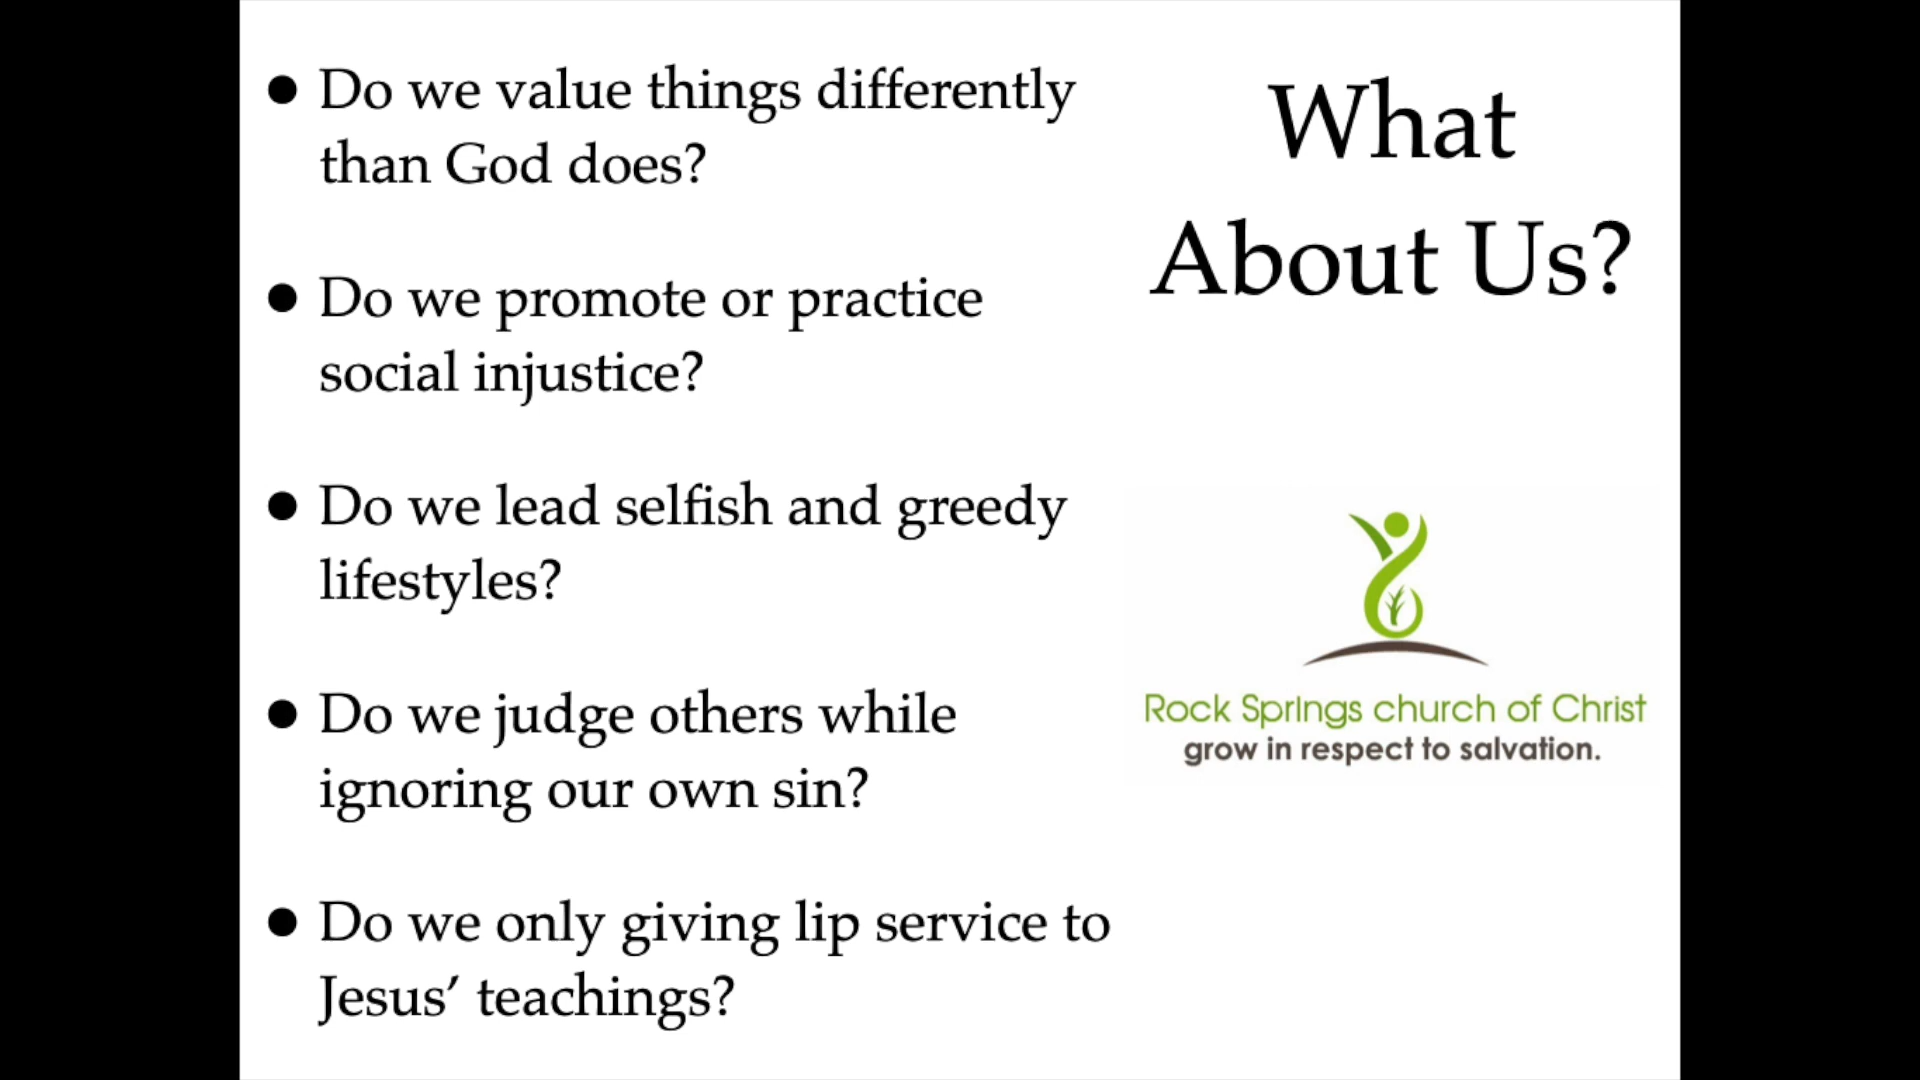 ● Do we value things differently
than God does?
● Do we promote or practice
social injustice?
● Do we lead selfish and greedy
lifestyles?
● Do we judge others while
ignoring our own sin?
● Do we only giving lip service to
Jesus’ teachings?
What
About Us?
Rock Springs church of Christ
grow in respect to salvation.